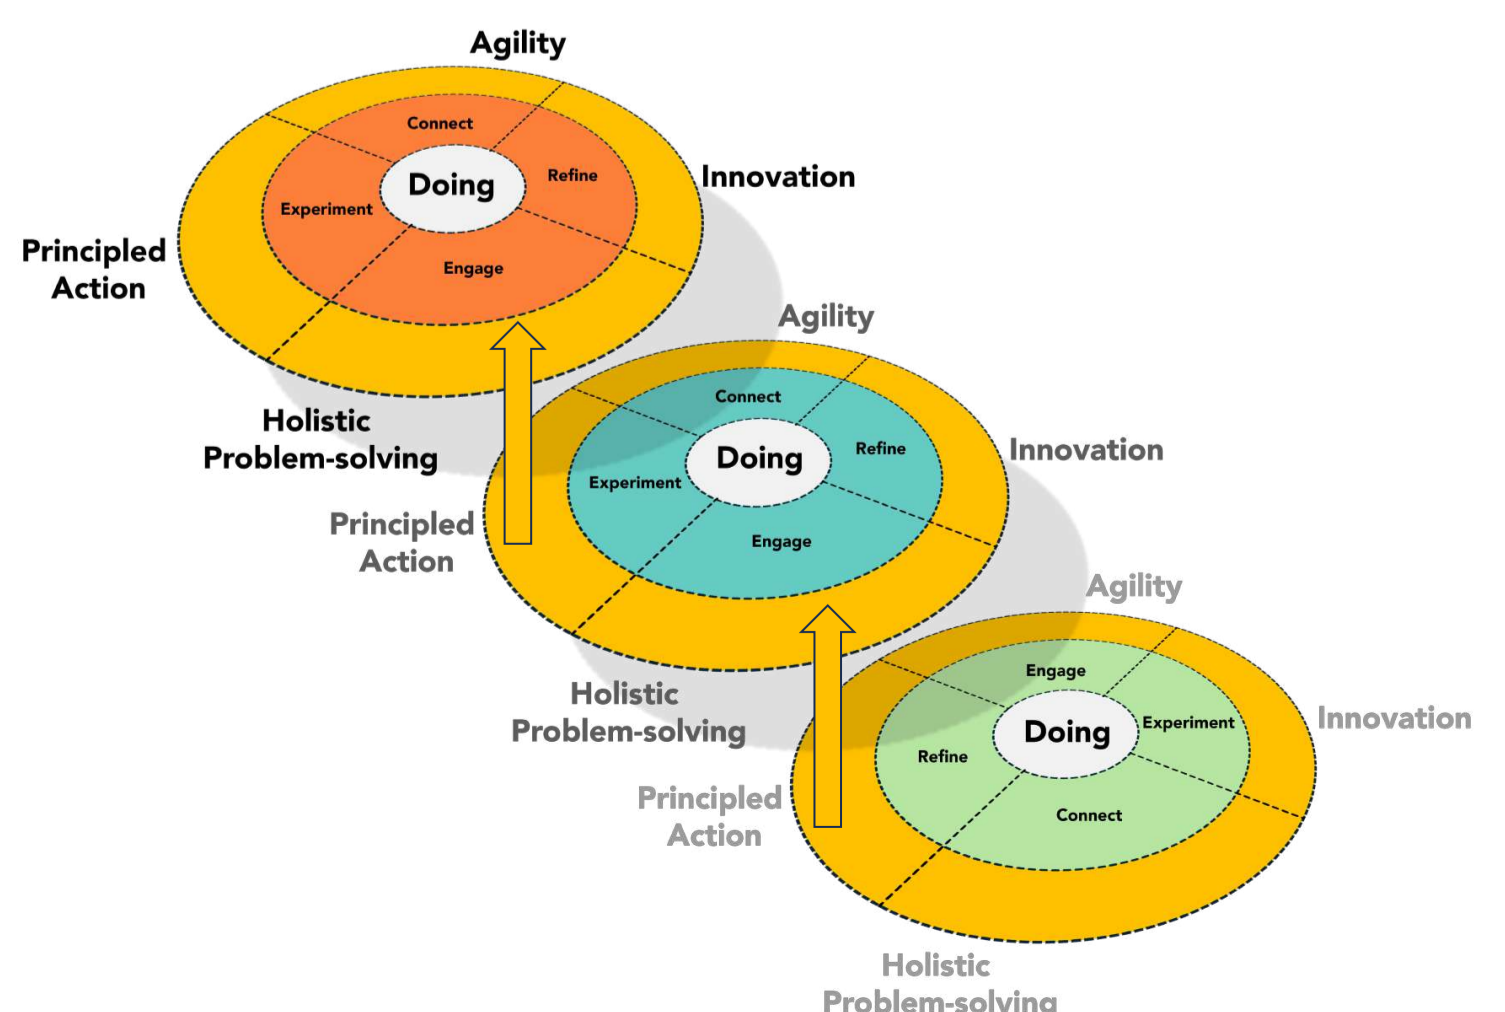 Agility
Connect
Doing
Refine
Innovation
Experiment
Principled
Action
Engage
Holistic
Problem-solving
Agility
Connect
Doing
Refine
Innovation
Experiment
Principled
Action
Engage
Holistic
Problem-solving
Agility
Engage
Doing
Experiment
Innovation
Refine
Principled
Action
Connect
Holistic
Problem-solving